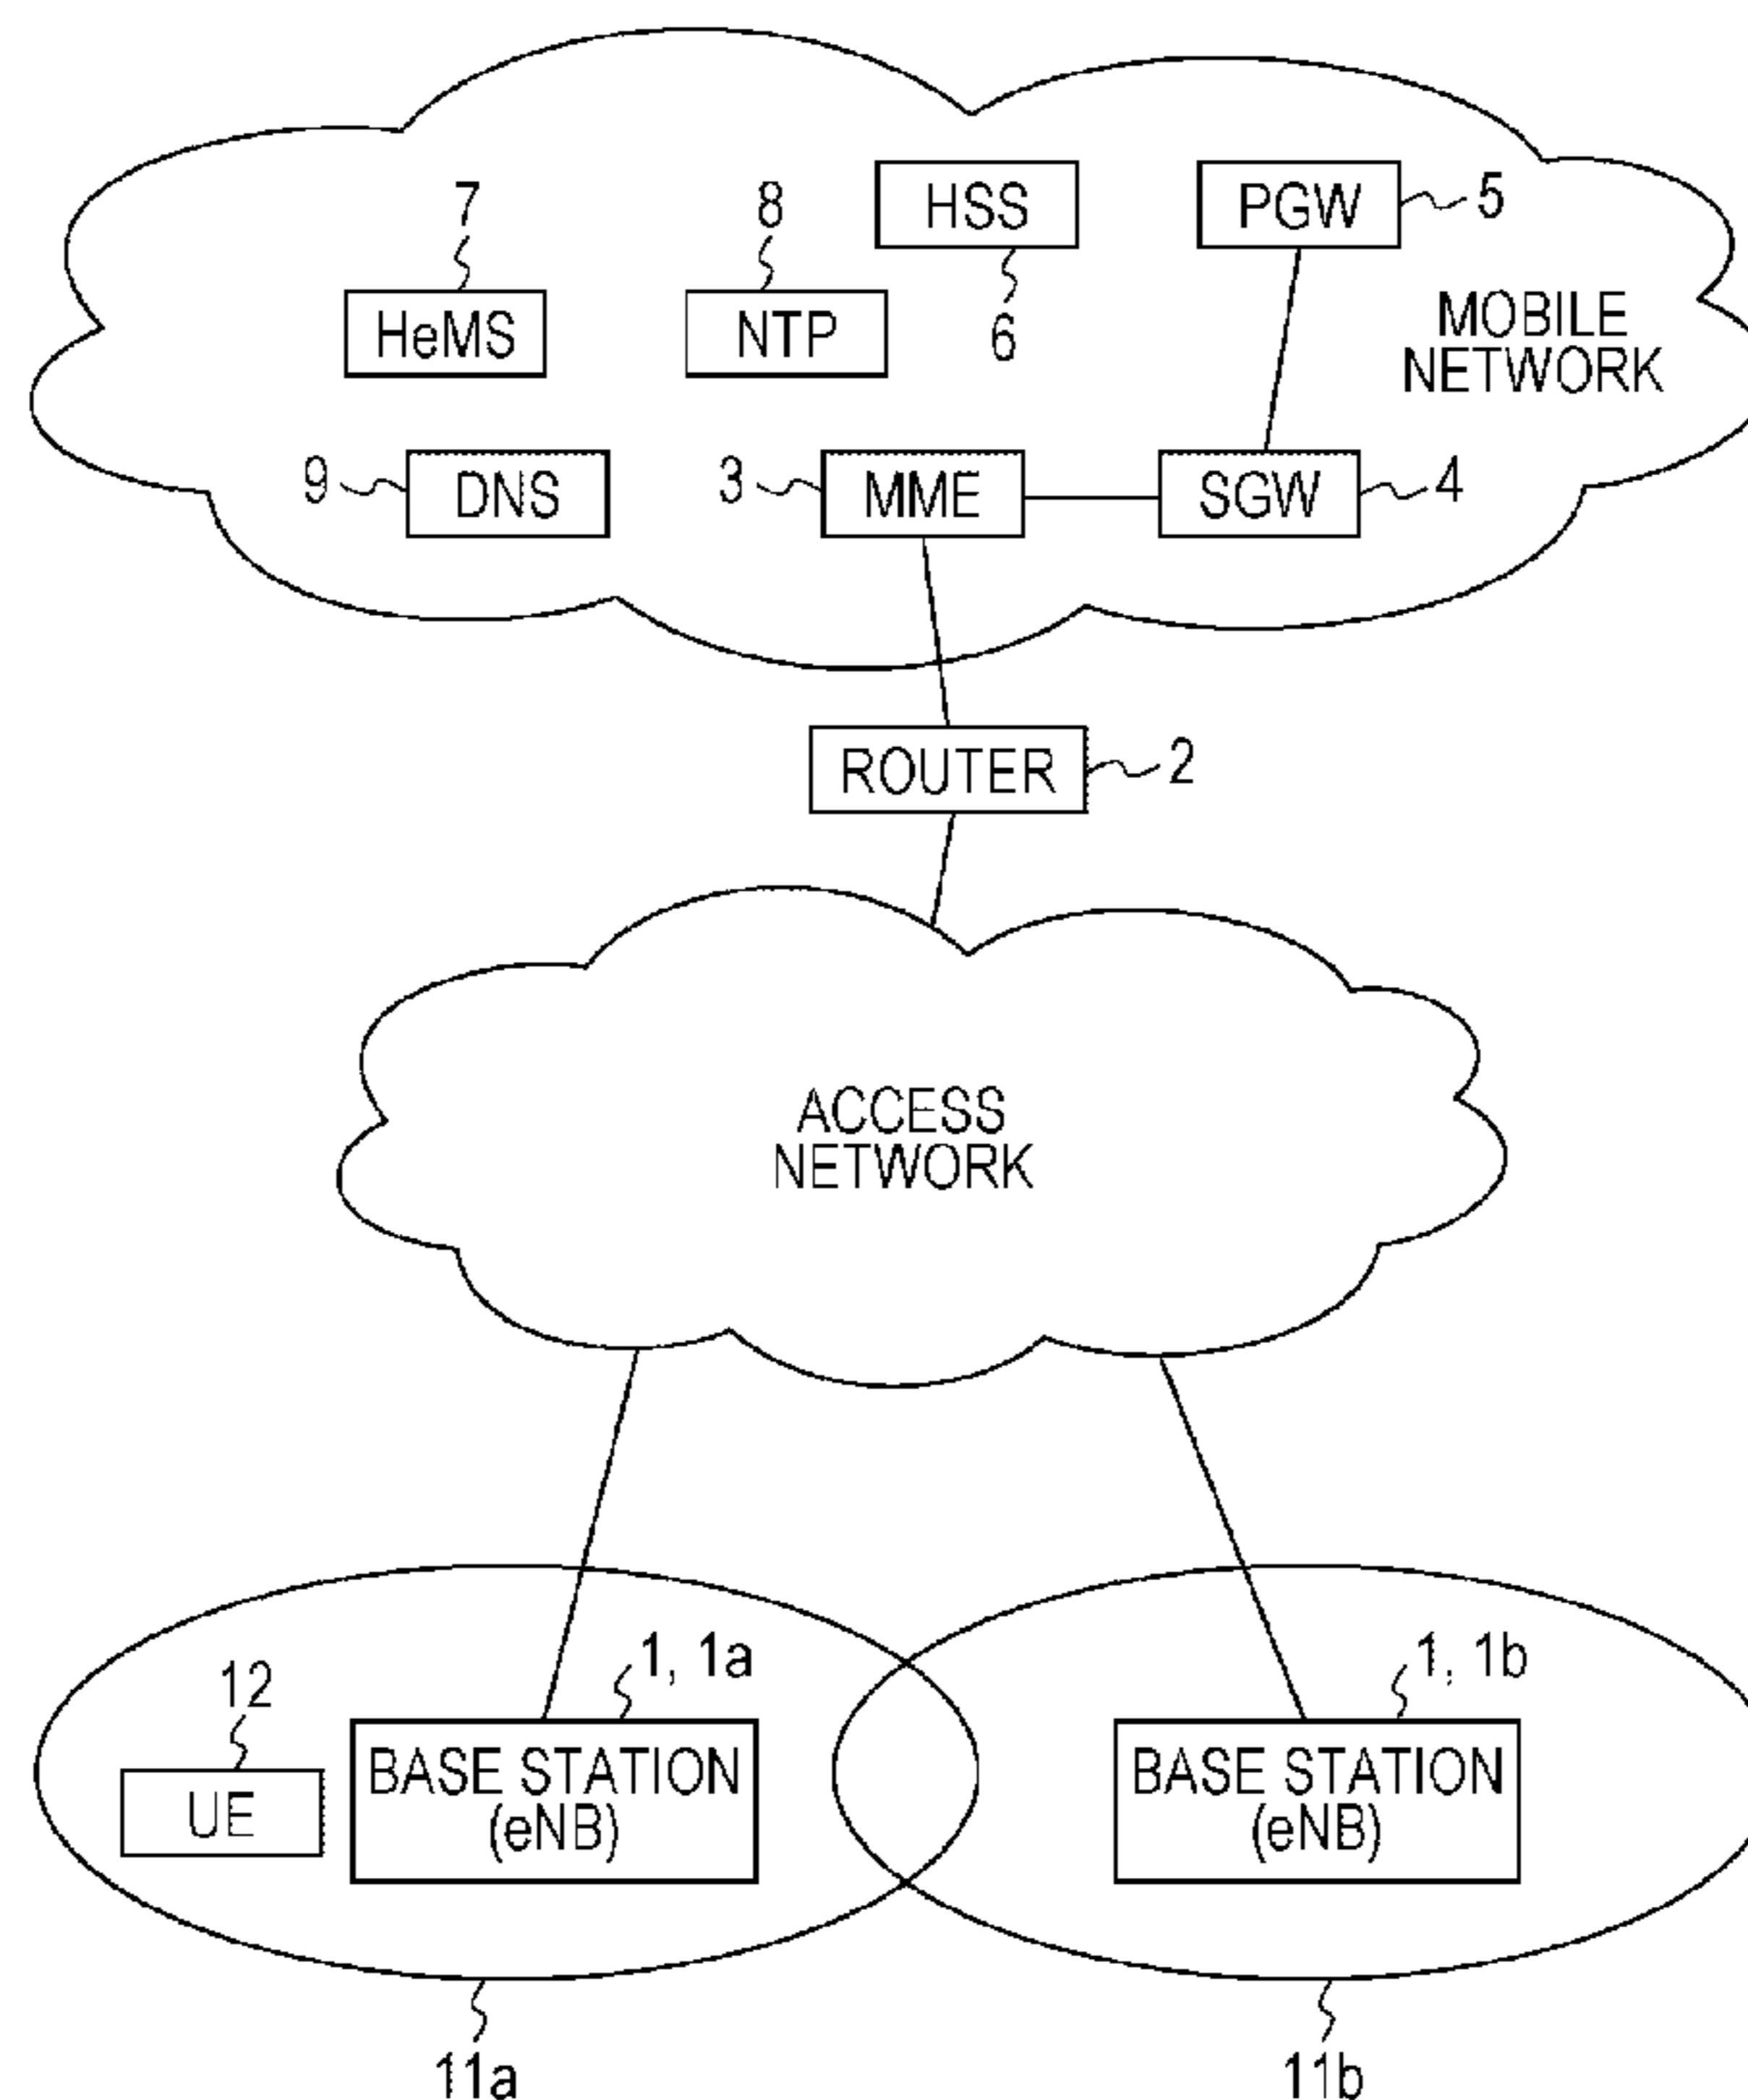 HSS
PGW
5
7
8
6
HeMS
NTP
MOBILE
NETWORK
9
DNS
3
MME
SGW
4
ROUTER
2
ACCESS
NETWORK
12
1, 1a
1, 1b
UE
BASE STATION
(eNB)
BASE STATION
(eNB)
11a
11b